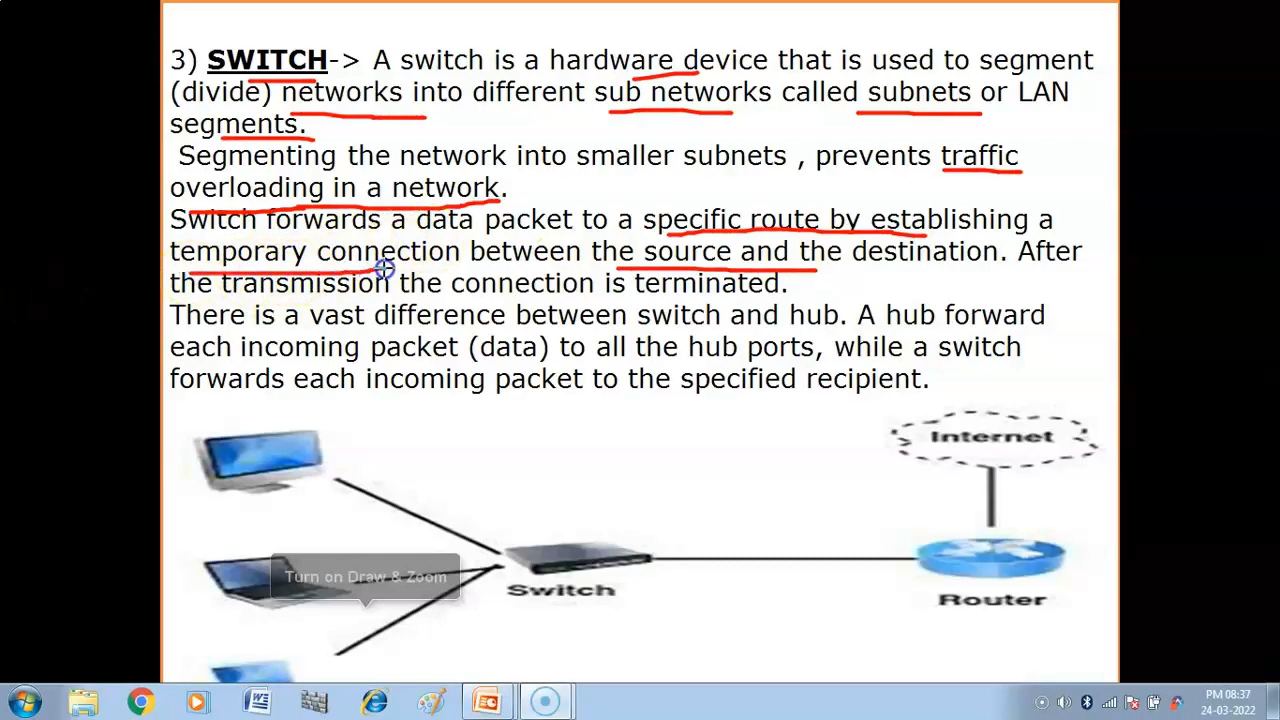 3) SWITCH-> A switch is a hardware device that is used to segment
(divide) networks into different sub networks called subnets or LAN
segments.
Segmenting the network into smaller subnets , prevents traffic
overloading in a network.
Switch forwards a data packet to a specific route by establishing a
temporary connection between the source and the destination. After
the transmission the connection is terminated.
There is a vast difference between switch and hub. A hub forward
each incoming packet (data) to all the hub ports, while a switch
forwards each incoming packet to the specified recipient.
Internet
Turn on Draw & Zoom
Switch
Router
PM 08:37
24-03-2022